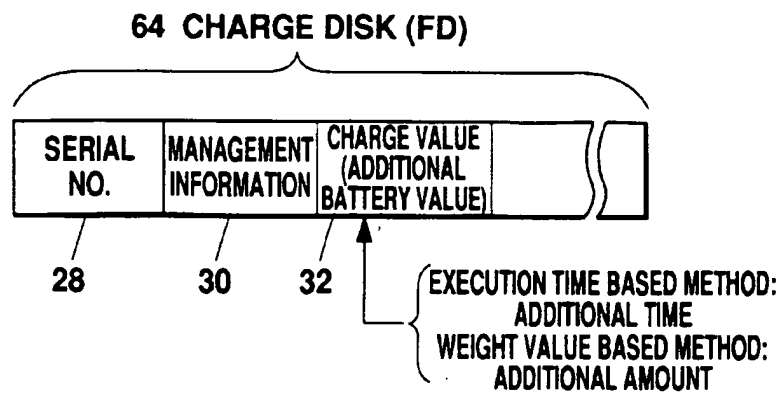 64 CHARGE DISK (FD)
SERIAL NO.
MANAGEMENT INFORMATION
CHARGE VALUE (ADDITIONAL BATTERY VALUE)
28
30
32
EXECUTION TIME BASED METHOD:
ADDITIONAL TIME
WEIGHT VALUE BASED METHOD:
ADDITIONAL AMOUNT